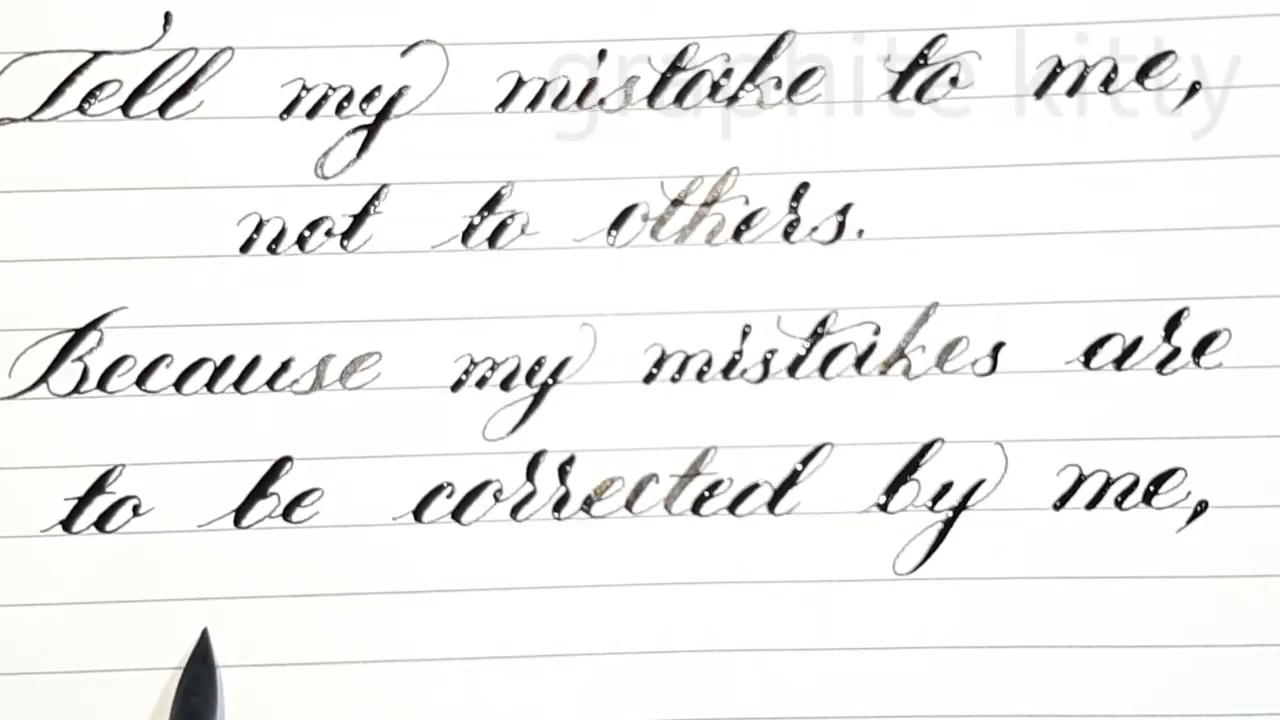 Tell my mistake to me,
graphite kitty
not to others.
Because my mistakes are
to be corrected by me,